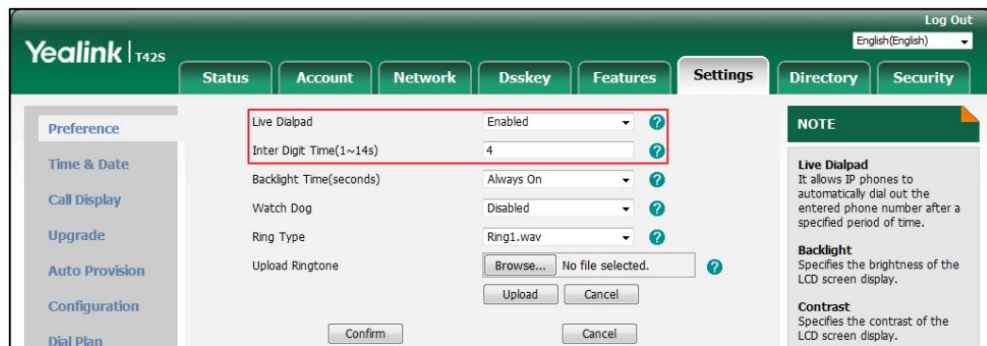 Log Out
Yealink | T42S
English(English)
Status Account Network Dsskey Features Settings Directory Security
Preference
Time & Date
Call Display
Upgrade
Auto Provision
Configuration
Dial Plan
Live Dialpad Enabled
Inter Digit Time(1~14s) 4
Backlight Time(seconds) Always On
Watch Dog Disabled
Ring Type Ring1.wav
Upload Ringtone Browse... No file selected.
Upload Cancel
Confirm Cancel
NOTE
Live Dialpad
It allows IP phones to
automatically dial out the
entered phone number after a
specified period of time.
Backlight
Specifies the brightness of the
LCD screen display.
Contrast
Specifies the contrast of the
LCD screen display.